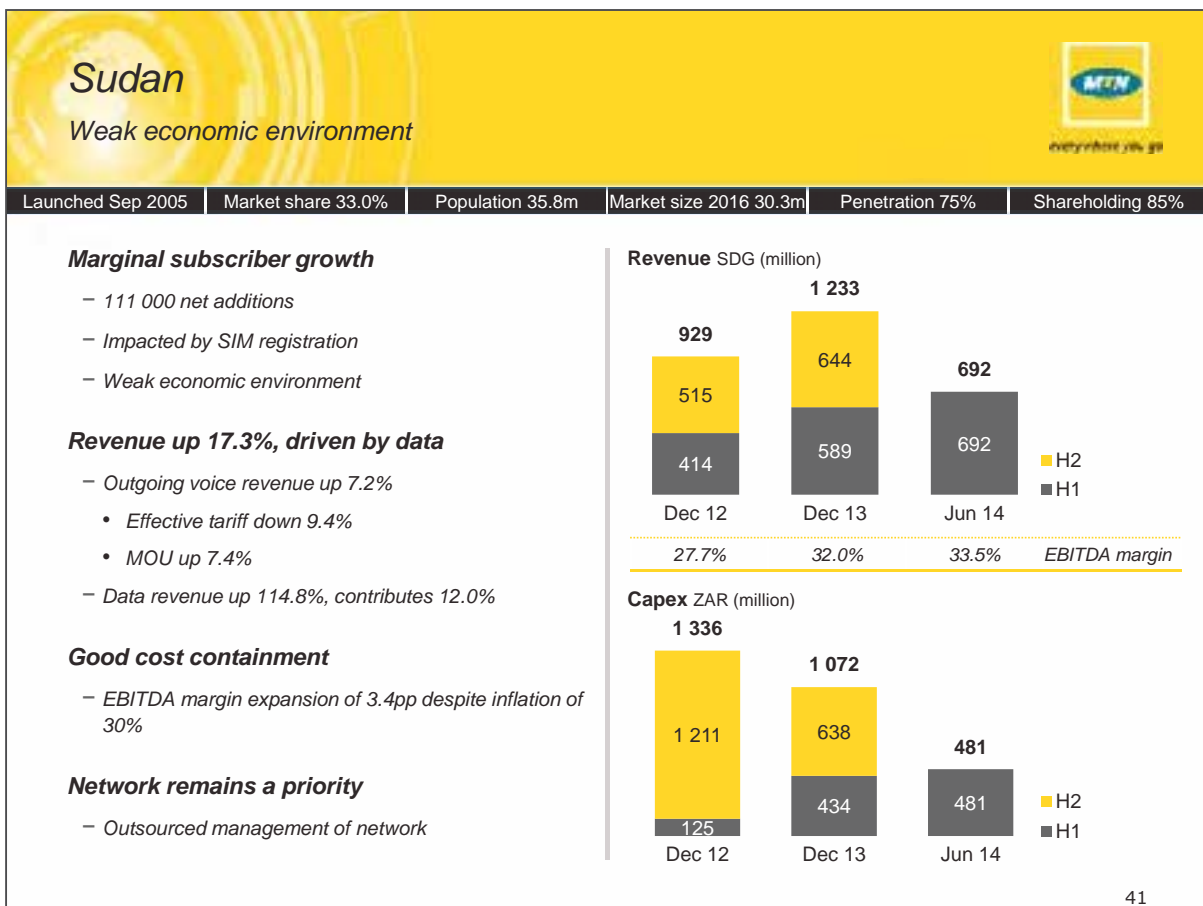 Sudan
Weak economic environment
MTN
everywhere you go
Launched Sep 2005
Market share 33.0%
Population 35.8m
Market size 2016 30.3m
Penetration 75%
Shareholding 85%
Marginal subscriber growth
– 111 000 net additions
– Impacted by SIM registration
– Weak economic environment
Revenue up 17.3%, driven by data
– Outgoing voice revenue up 7.2%
• Effective tariff down 9.4%
• MOU up 7.4%
– Data revenue up 114.8%, contributes 12.0%
Good cost containment
– EBITDA margin expansion of 3.4pp despite inflation of
30%
Network remains a priority
– Outsourced management of network
Revenue SDG (million)
1 233
929
644
692
515
589
692
414
H2
H1
Dec 12 Dec 13 Jun 14
27.7% 32.0% 33.5% EBITDA margin
Capex ZAR (million)
1 336
1 072
1 211
638
481
434
481
125
H2
H1
Dec 12 Dec 13 Jun 14
41